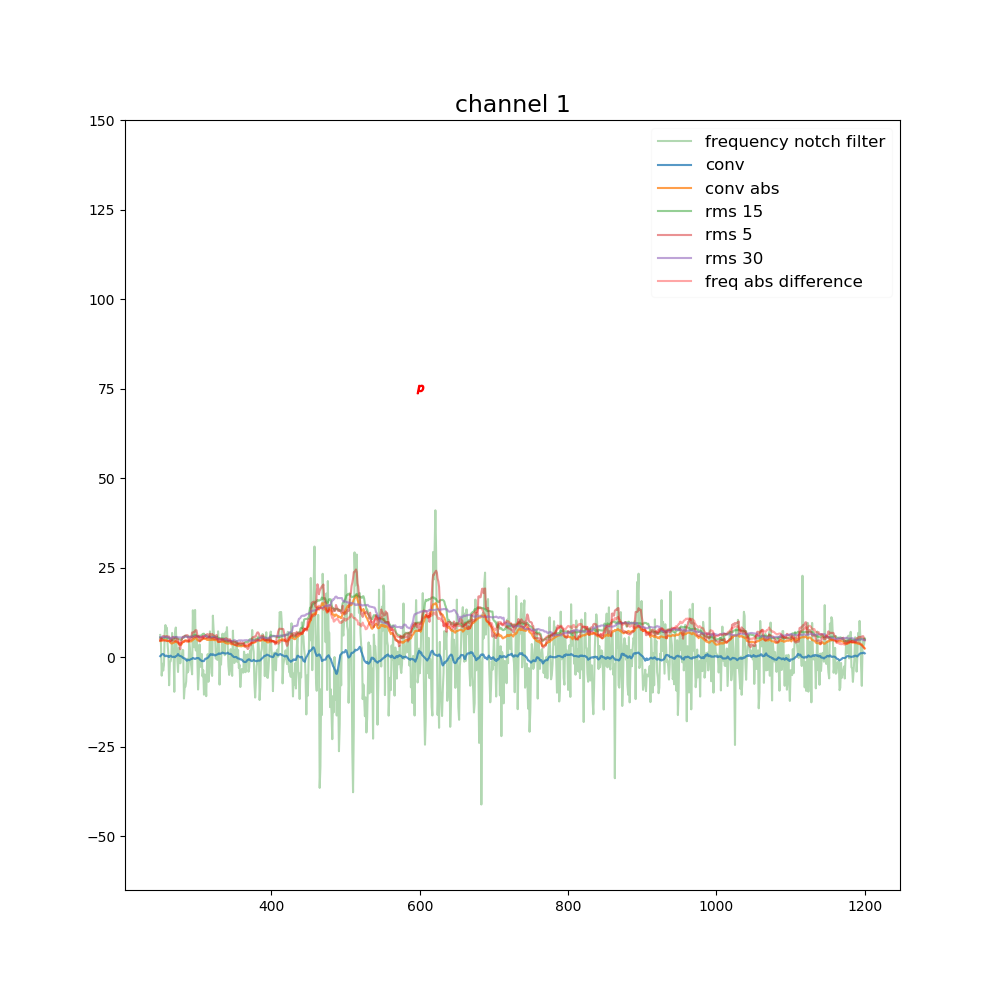 channel 1
150
125
100
75
50
25
0
−25
−50
frequency notch filter
conv
conv abs
rms 15
rms 5
rms 30
freq abs difference
p
400 600 800 1000 1200